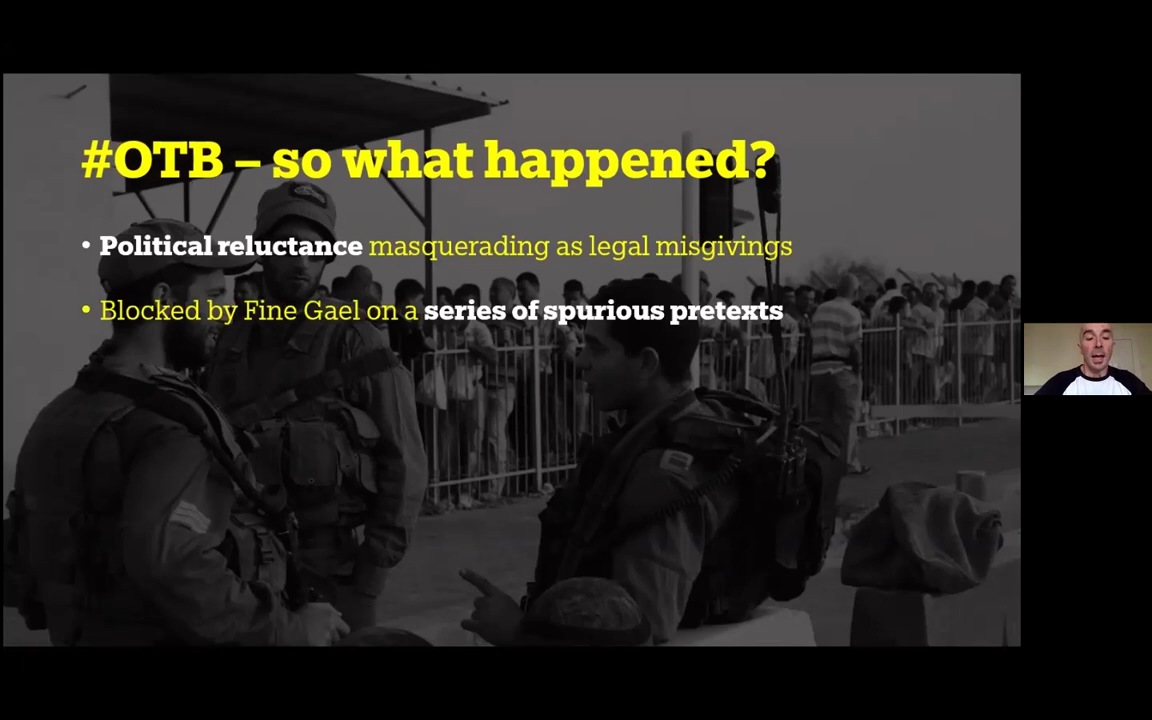 #OTB – so what happened?
• Political reluctance masquerading as legal misgivings
• Blocked by Fine Gael on a series of spurious pretexts